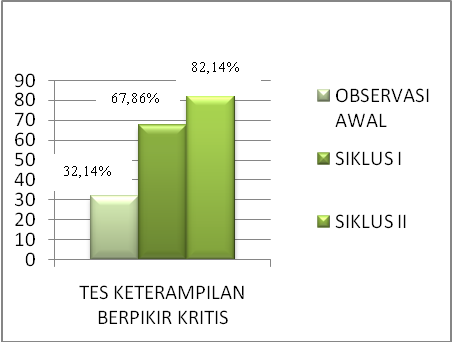 82,14%
67,86%
32,14%
90
80
70
60
50
40
30
20
10
0
OBSERVASI
AWAL
SIKLUS I
SIKLUS II
TES KETERAMPILAN
BERPIKIR KRITIS